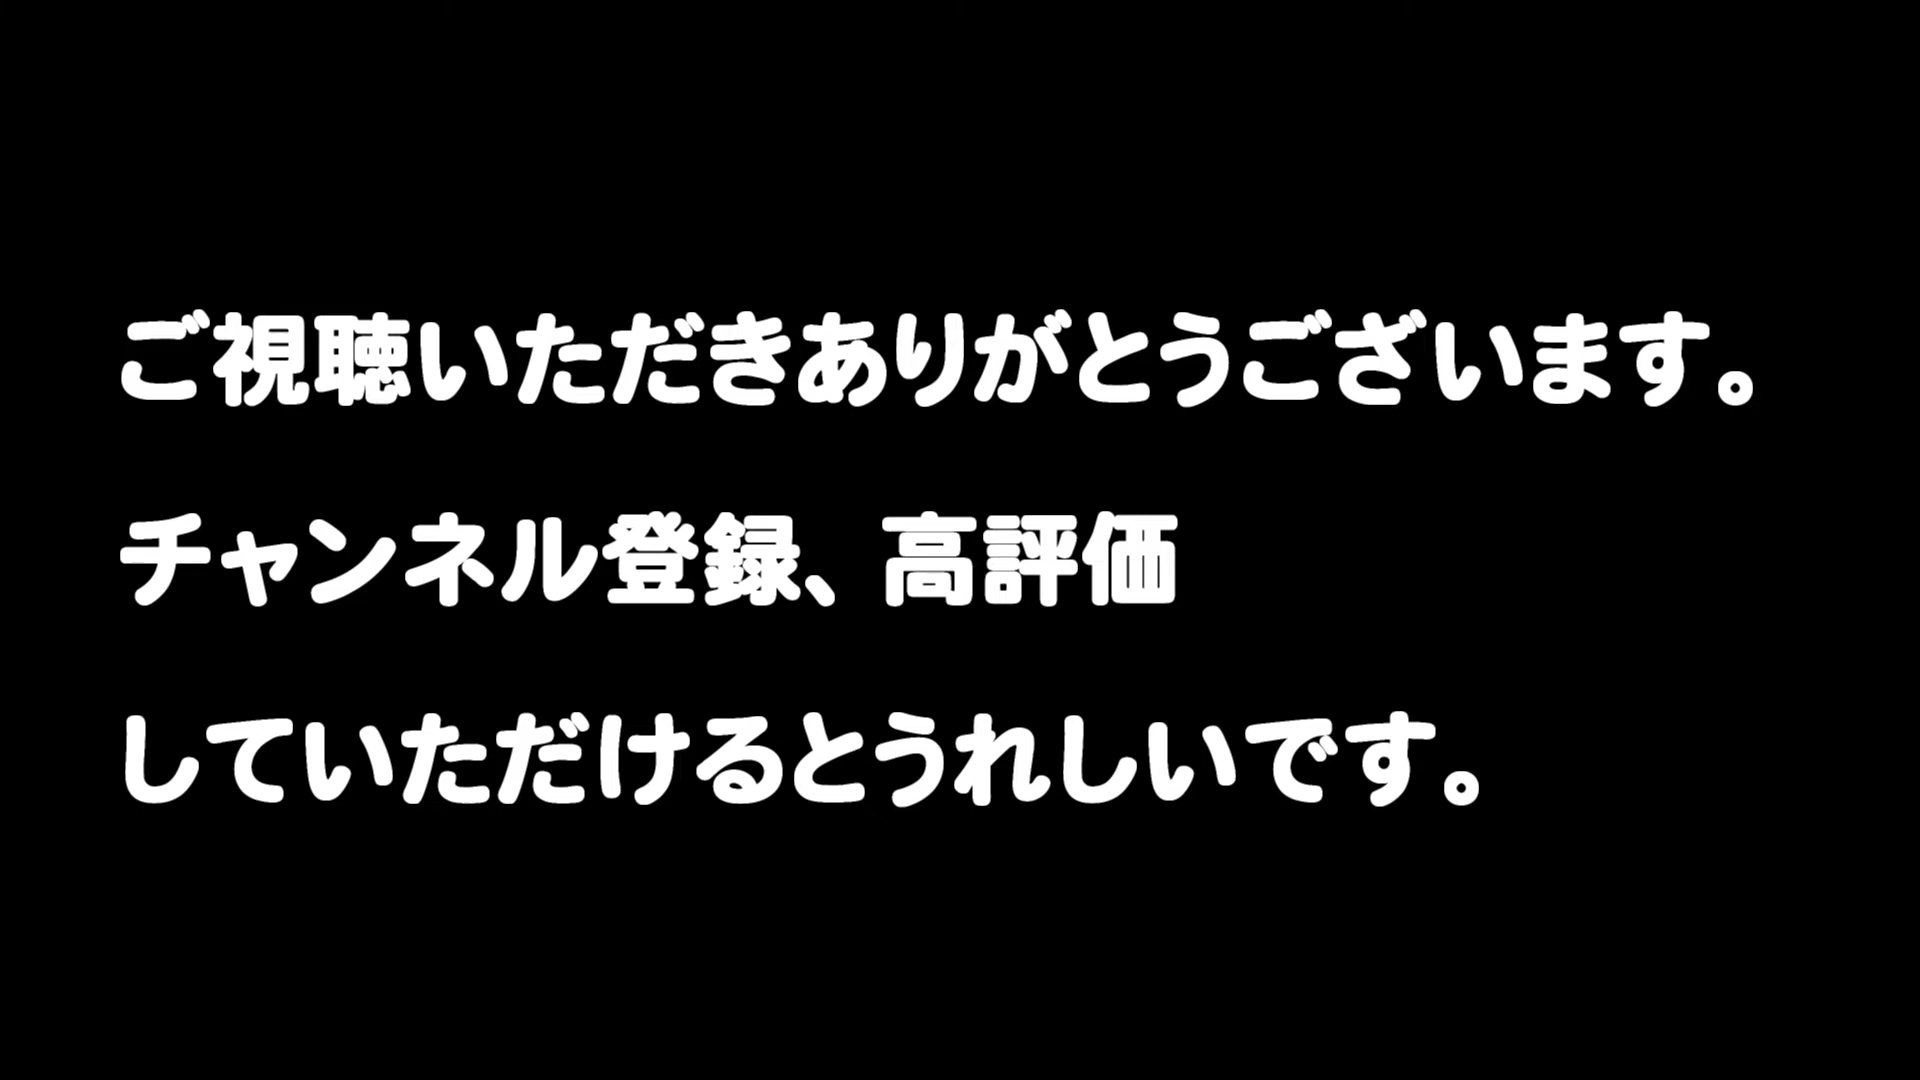 ご視聴いただきありがとうございます。
チャンネル登録、高評価
していただけるとうれしいです。